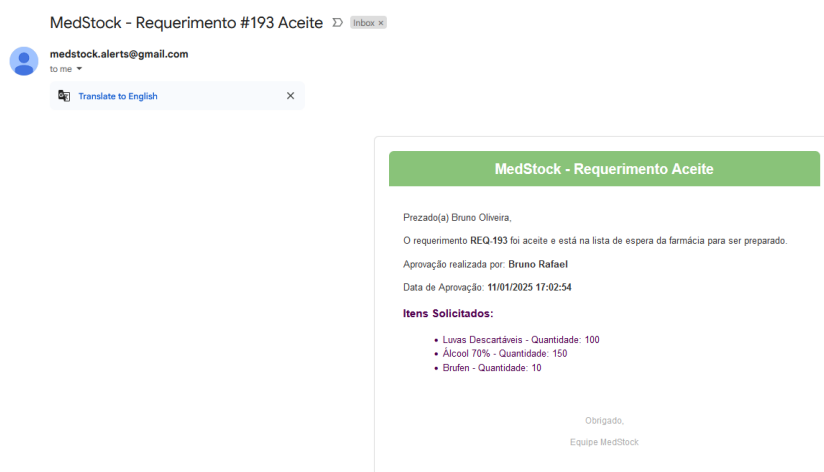 MedStock - Requerimento #193 Aceite
Inbox ×
medstock.alerts@gmail.com
to me
Translate to English
MedStock - Requerimento Aceite
Prezado(a) Bruno Oliveira,
O requerimento REQ-193 foi aceite e está na lista de espera da farmácia para ser preparado.
Aprovação realizada por: Bruno Rafael
Data de Aprovação: 11/01/2025 17:02:54
Itens Solicitados:
• Luvas Descartáveis - Quantidade: 100
• Álcool 70% - Quantidade: 150
• Brufen - Quantidade: 10
Obrigado,
Equipe MedStock